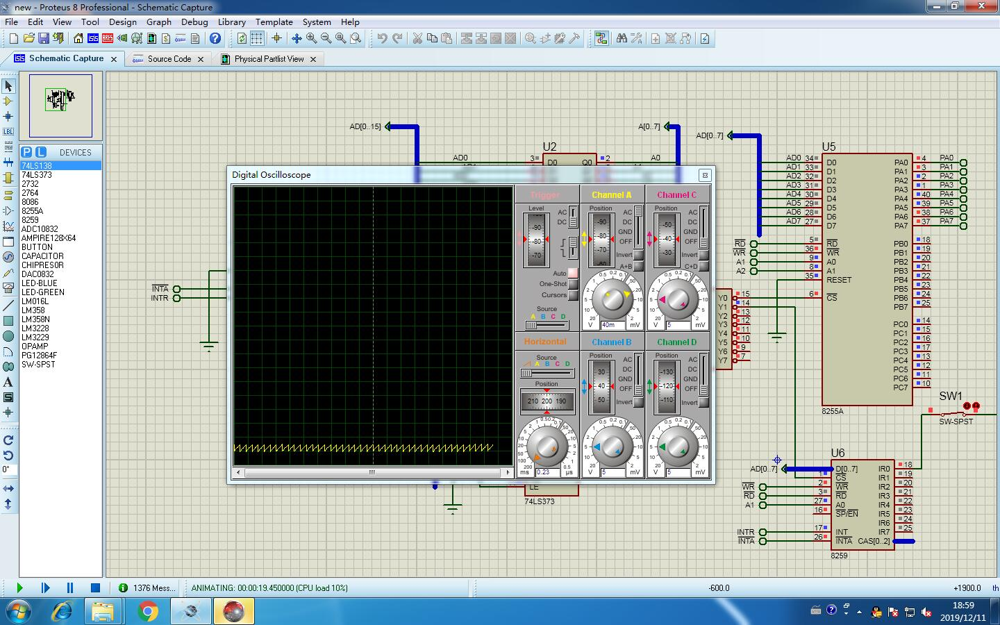 new - Proteus 8 Professional - Schematic Capture
File Edit View Tool Design Graph Debug Library Template System Help
Schematic Capture
Source Code
Physical Partlist View
P L DEVICES
74LS138
74LS373
2732
2764
8086
8255A
8259
ADC10832
AMPIRE128X64
BUTTON
CAPACITOR
CHIPRESOR
DAC0832
LED-BLUE
LED-GREEN
LM016L
LM358
LM358N
LM3228
LM3229
OPAMP
PG12864F
SW-SPST
0°
AD[0..15]
A[0..7]
AD[0..7]
U2
AD0 3 D0 Q0 2 A0
INTA
INTR
LE
74LS373
Digital Oscilloscope
Trigger
Level
-90
-80
-70
AC
DC
Auto
One-Shot
Cursors
Source
A B C D
Channel A
Position
-90
-80
-70
-60
AC
DC
GND
OFF
Invert
A+B
V 40m mV
Channel C
Position
-50
-40
-30
AC
DC
GND
OFF
Invert
C+D
V 5 mV
Horizontal
Source
A B C D
Position
210 200 190
ms 0.23 µs
Channel B
Position
30
40
50
AC
DC
GND
OFF
Invert
V 5 mV
Channel D
Position
-130
-120
-110
AC
DC
GND
OFF
Invert
V 5 mV
Y0 15
Y1 14
Y2 13
Y3 12
Y4 11
Y5 10
Y6 9
Y7 7
U5
AD0 34 D0 PA0 4 PA0
AD1 33 D1 PA1 3 PA1
AD2 32 D2 PA2 2 PA2
AD3 31 D3 PA3 1 PA3
AD4 30 D4 PA4 40 PA4
AD5 29 D5 PA5 39 PA5
AD6 28 D6 PA6 38 PA6
AD7 27 D7 PA7 37 PA7
RD 5 RD PB0 18
WR 36 WR PB1 19
A1 9 A0 PB2 20
A2 8 A1 PB3 21
35 RESET PB4 22
PB5 23
6 CS PB6 24
PB7 25
PC0 14
PC1 15
PC2 16
PC3 17
PC4 13
PC5 12
PC6 11
PC7 10
8255A
SW1
SW-SPST
U6
AD[0..7] D[0..7] IR0 18
1 CS IR1 19
WR 2 WR IR2 20
RD 3 RD IR3 21
A1 27 A0 IR4 22
16 SP/EN IR5 23
IR6 24
INTR 17 INT IR7 25
INTA 26 INTA CAS[0..2]
8259
1376 Mess...
ANIMATING: 00:00:19.450000 (CPU load 10%)
-600.0
+1900.0
th
18:59
2019/12/11